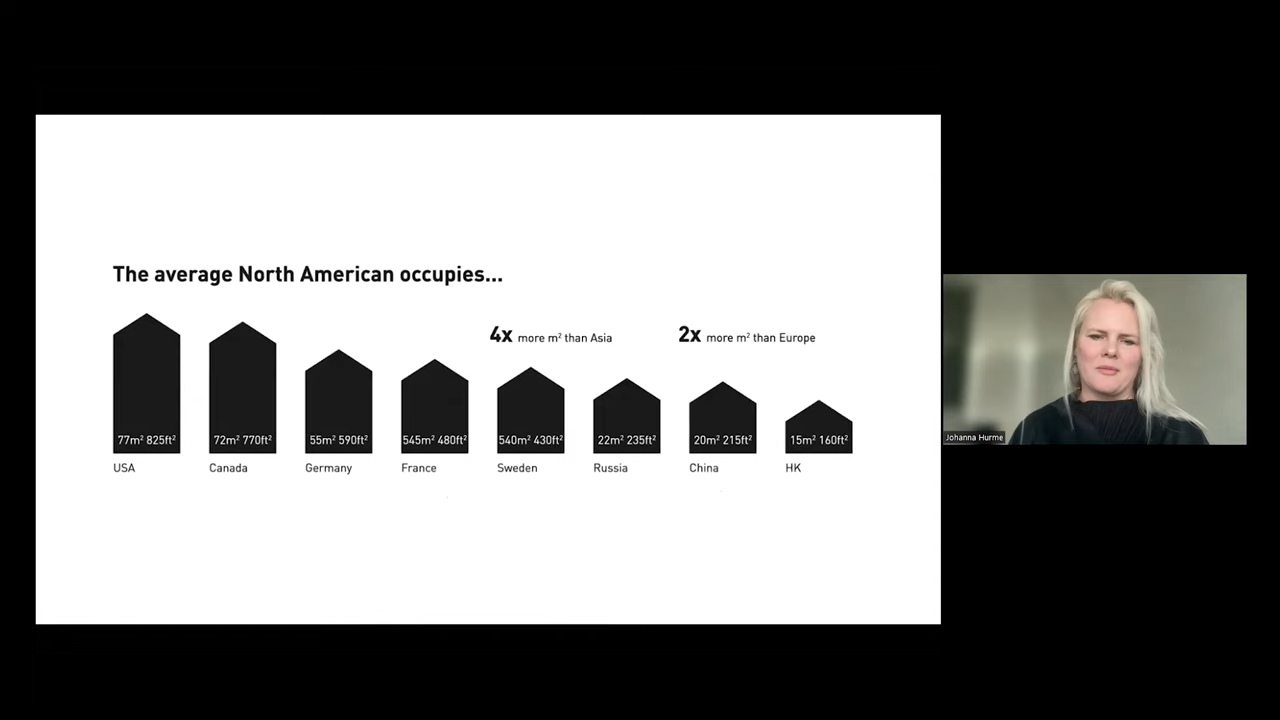 The average North American occupies...
4x more m² than Asia
2x more m² than Europe
77m² 825ft²
72m² 770ft²
55m² 590ft²
545m² 480ft²
540m² 430ft²
22m² 235ft²
20m² 215ft²
15m² 160ft²
USA
Canada
Germany
France
Sweden
Russia
China
HK
Johanna Hurme